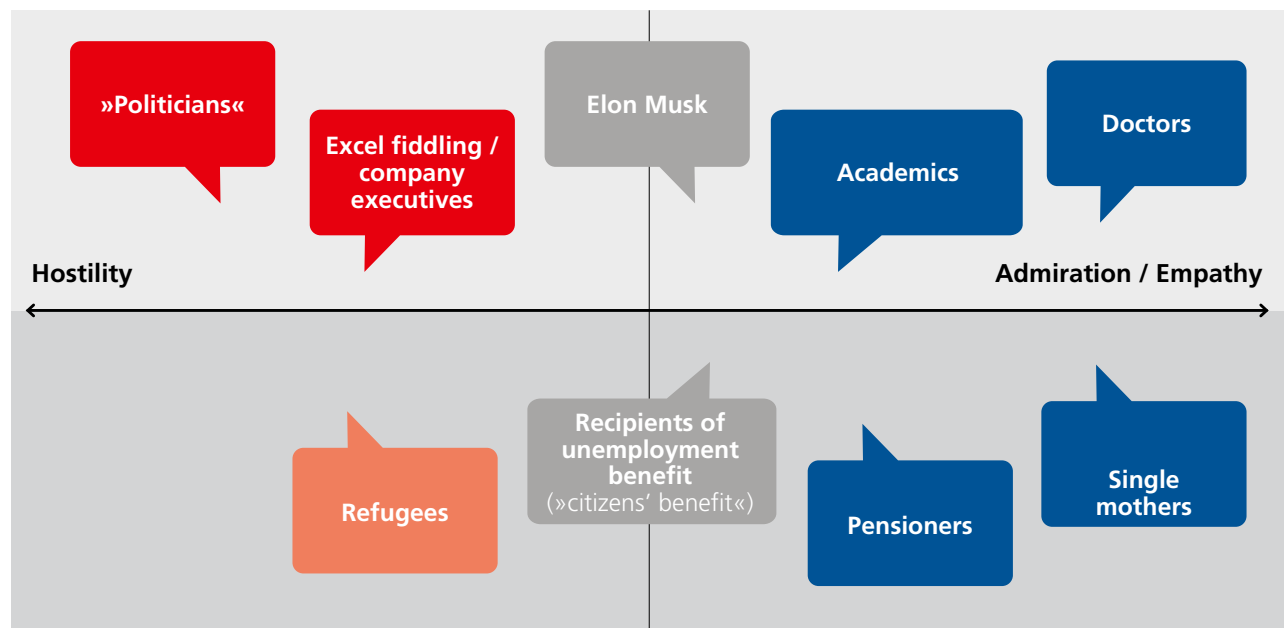 »Politicians«
Excel fiddling /
company
executives
Elon Musk
Academics
Doctors
Hostility
Admiration / Empathy
Refugees
Recipients of
unemployment
benefit
(»citizens’ benefit«)
Pensioners
Single
mothers